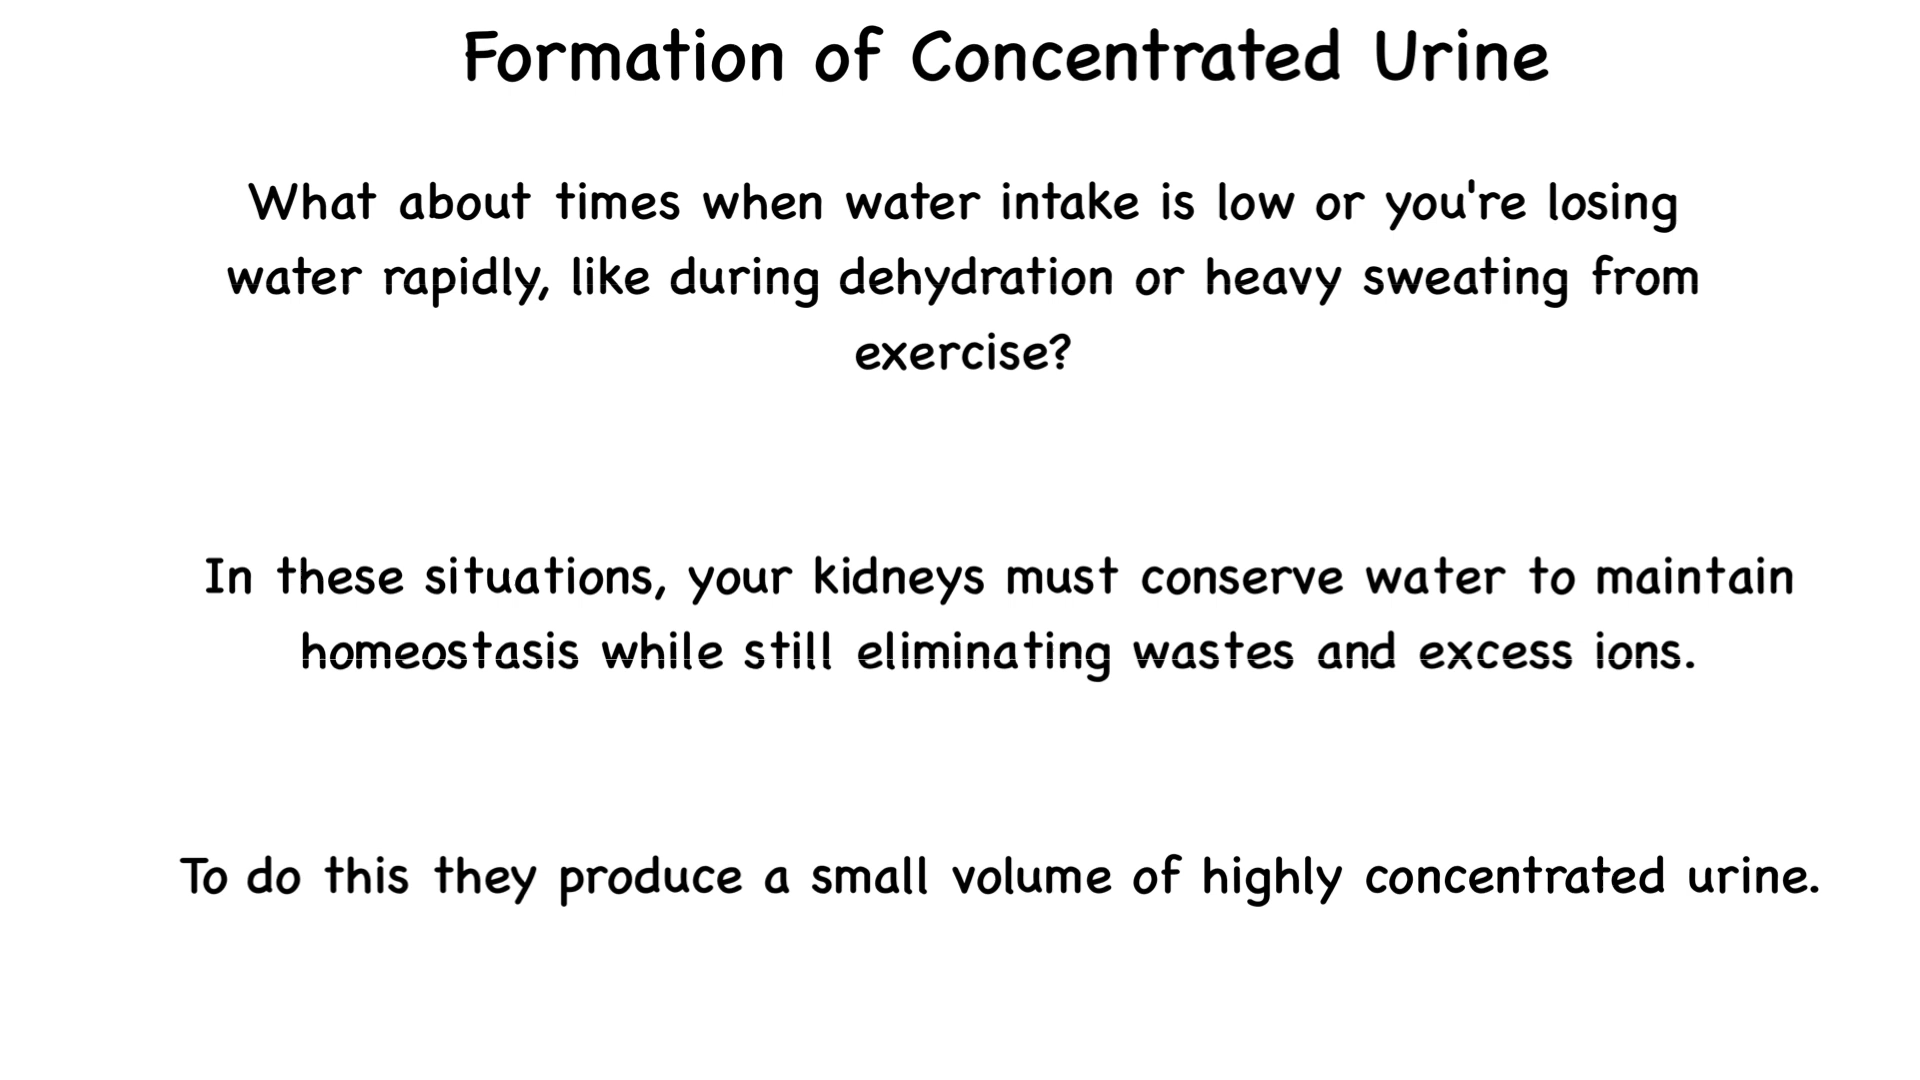 Formation of Concentrated Urine
What about times when water intake is low or you're losing
water rapidly, like during dehydration or heavy sweating from
exercise?
In these situations, your kidneys must conserve water to maintain
homeostasis while still eliminating wastes and excess ions.
To do this they produce a small volume of highly concentrated urine.